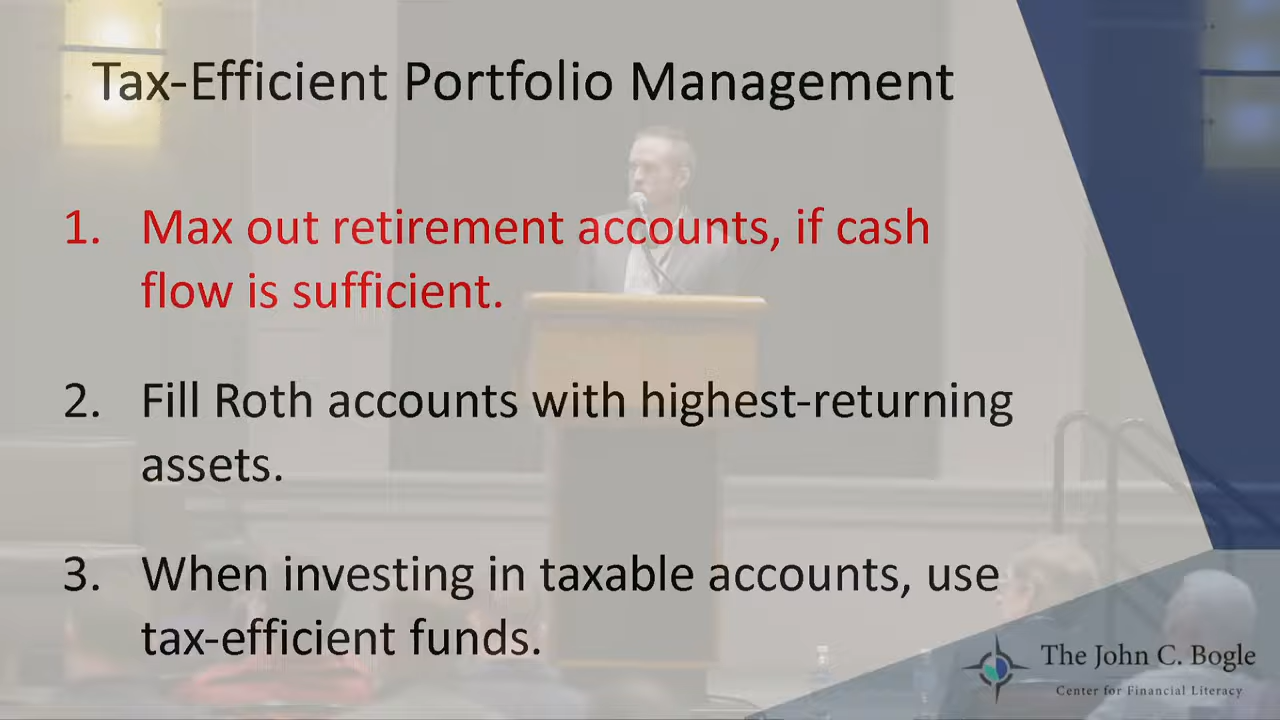 Tax-Efficient Portfolio Management
1. Max out retirement accounts, if cash
flow is sufficient.
2. Fill Roth accounts with highest-returning
assets.
3. When investing in taxable accounts, use
tax-efficient funds.
The John C. Bogle
Center for Financial Literacy